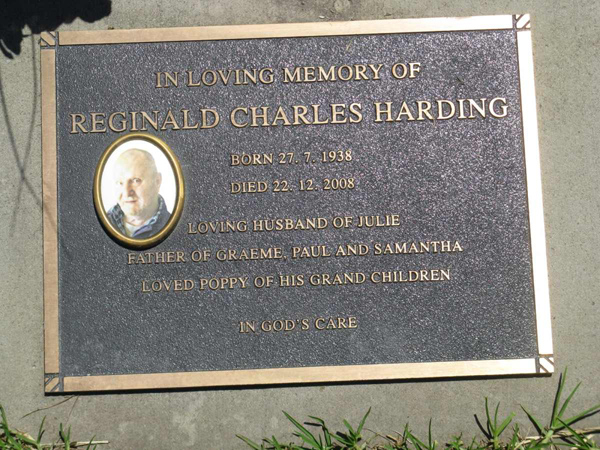 IN LOVING MEMORY OF
REGINALD CHARLES HARDING
BORN 27. 7. 1938
DIED 22. 12. 2008
LOVING HUSBAND OF JULIE
FATHER OF GRAEME, PAUL AND SAMANTHA
LOVED POPPY OF HIS GRAND CHILDREN
IN GOD'S CARE